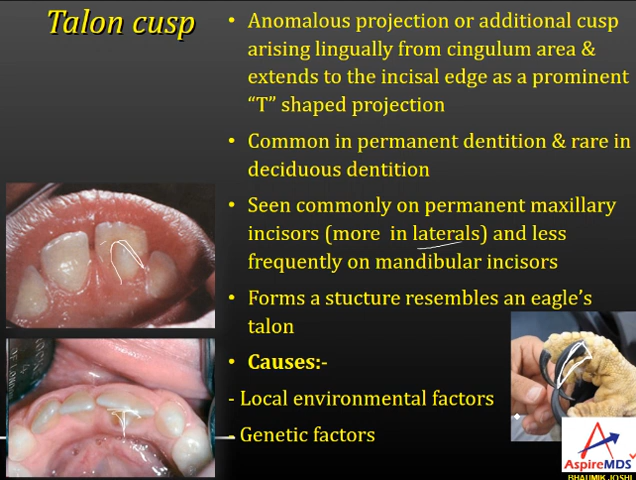 Talon cusp
• Anomalous projection or additional cusp
arising lingually from cingulum area &
extends to the incisal edge as a prominent
“T” shaped projection
• Common in permanent dentition & rare in
deciduous dentition
• Seen commonly on permanent maxillary
incisors (more in laterals) and less
frequently on mandibular incisors
• Forms a stucture resembles an eagle’s
talon
• Causes:-
- Local environmental factors
- Genetic factors
AspireMDS
BHAUMIK JOSHI